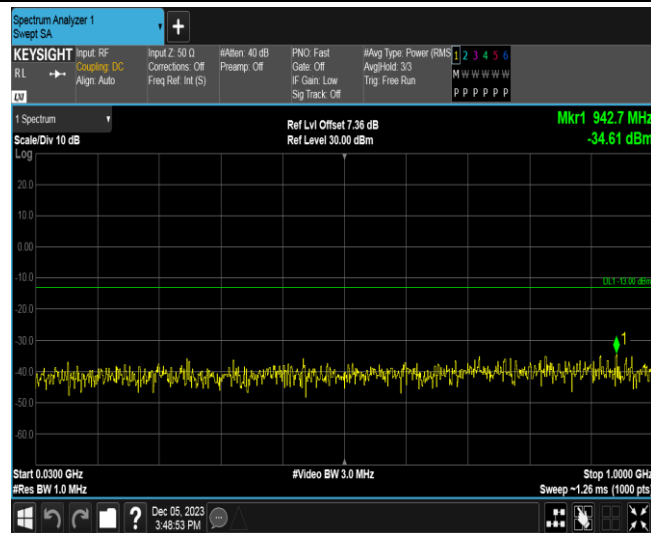 Spectrum Analyzer 1
Swept SA
+
KEYSIGHT
RL
LXI
Input: RF
Coupling: DC
Align: Auto
Input Z: 50 Ω
Corrections: Off
Freq Ref: Int (S)
#Atten: 40 dB
Preamp: Off
PNO: Fast
Gate: Off
IF Gain: Low
Sig Track: Off
#Avg Type: Power (RMS
Avg|Hold: 3/3
Trig: Free Run
1 2 3 4 5 6
M W W W W W
P P P P P P
1 Spectrum
Scale/Div 10 dB
Log
Ref Lvl Offset 7.36 dB
Ref Level 30.00 dBm
Mkr1 942.7 MHz
-34.61 dBm
20.0
10.0
0.00
-10.0
DL1 -13.00 dBm
-20.0
-30.0
1
-40.0
-50.0
-60.0
Start 0.0300 GHz
#Res BW 1.0 MHz
#Video BW 3.0 MHz
Stop 1.0000 GHz
Sweep ~1.26 ms (1000 pts)
?
Dec 05, 2023
3:48:53 PM